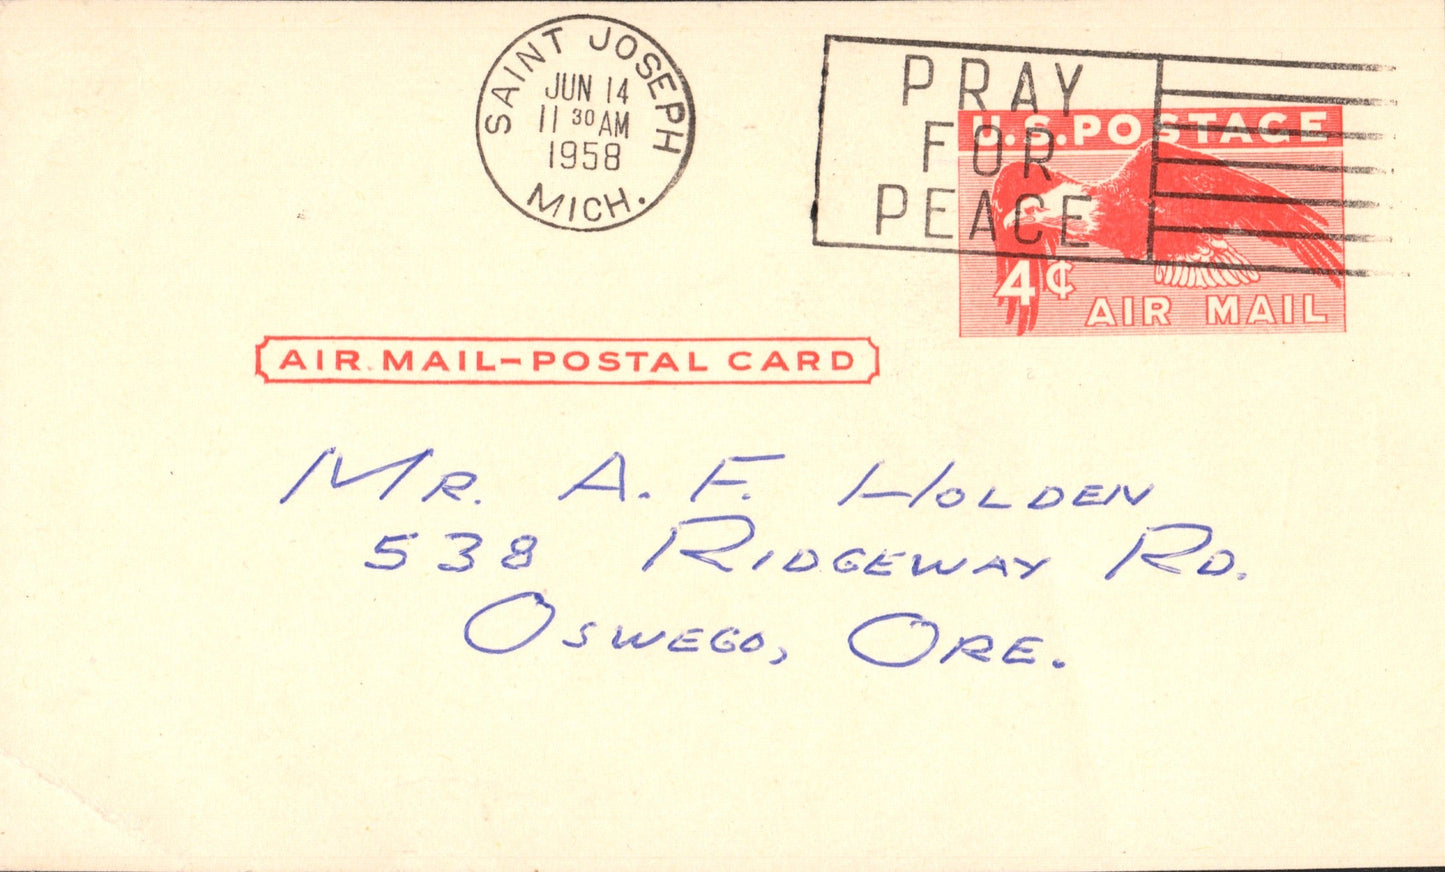 SAINT JOSEPH
JUN 14
11 30 AM
1958
MICH.
PRAY
FOR
PEACE
U.S. POSTAGE
4¢
AIR MAIL
AIR MAIL-POSTAL CARD
MR. A. F. HOLDEN
538 RIDGEWAY RD.
OSWEGO, ORE.